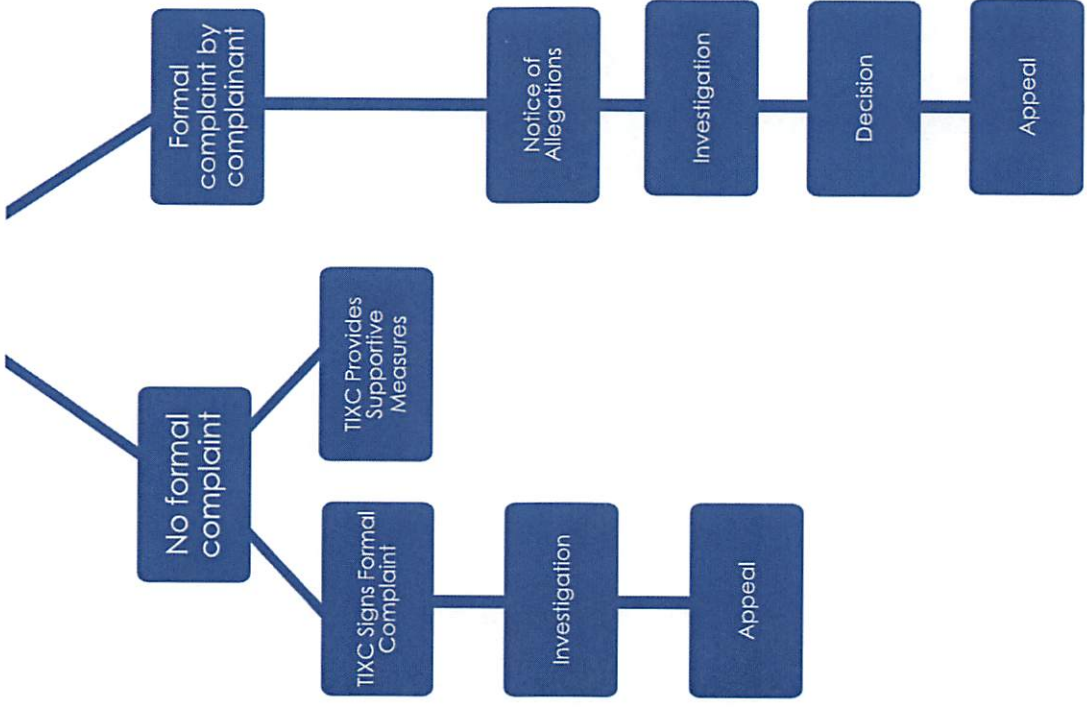 No formal
complaint
TIXC Signs Formal
Complaint
Investigation
Appeal
TIXC Provides
Supportive
Measures
Formal
complaint by
complainant
Notice of
Allegations
Investigation
Decision
Appeal